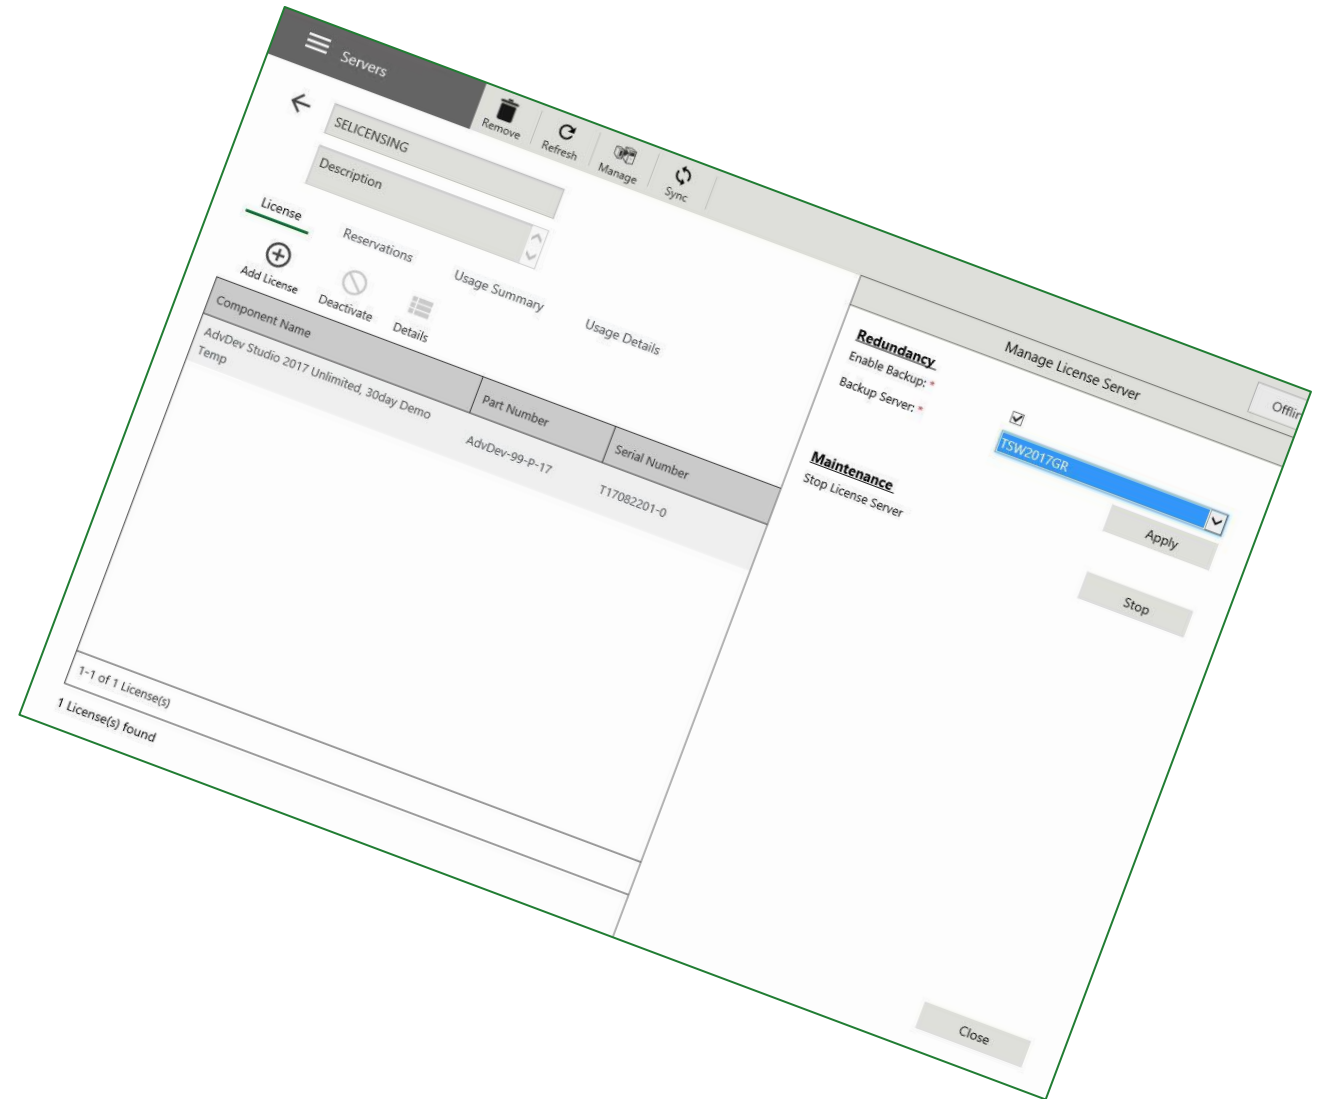 Servers
Remove
Refresh
Manage
Sync
SELICENSING
Description
License
Reservations
Usage Summary
Usage Details
Add License
Deactivate
Details
Component Name
Part Number
Serial Number
AdvDev Studio 2017 Unlimited, 30day Demo
Temp
AdvDev-99-P-17
T17082201-0
1-1 of 1 License(s)
1 License(s) found
Manage License Server
Redundancy
Enable Backup: *
Backup Server: *
TSW2017GR
Apply
Maintenance
Stop License Server
Stop
Close